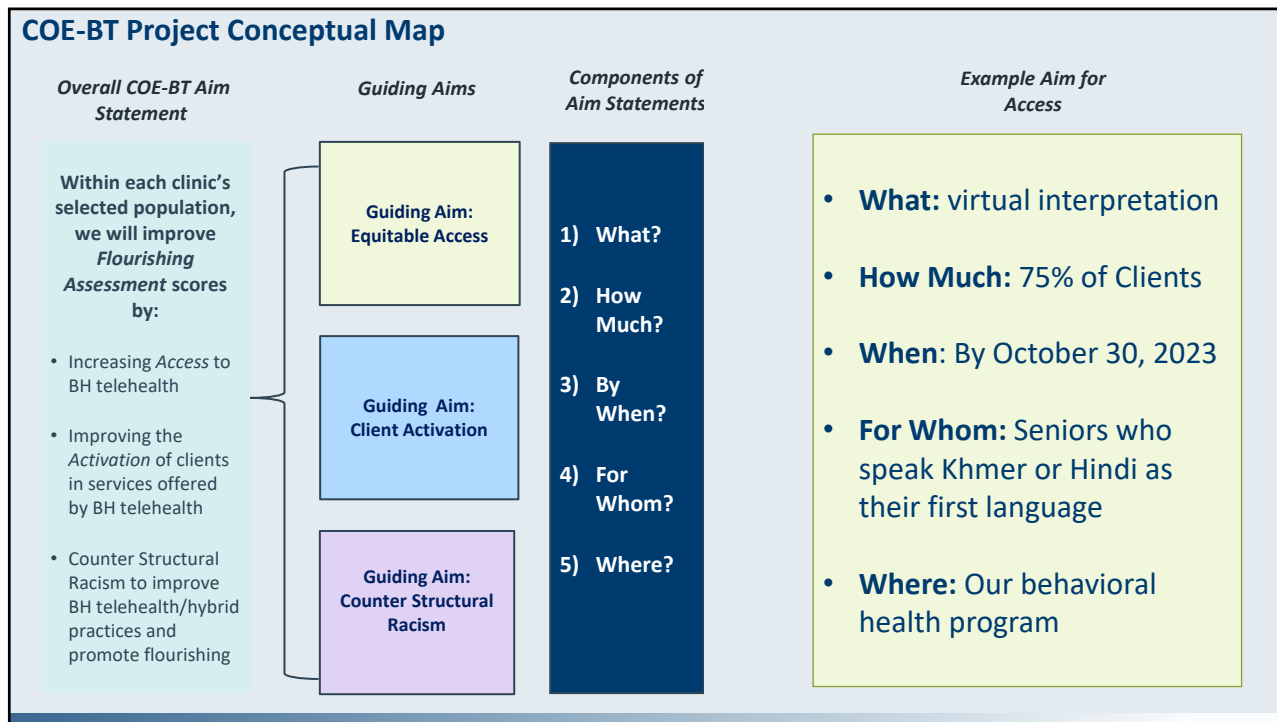 COE-BT Project Conceptual Map
Overall COE-BT Aim
Statement
Within each clinic's
selected population,
we will improve
Flourishing
Assessment scores
by:
• Increasing Access to
BH telehealth
• Improving the
Activation of clients
in services offered
by BH telehealth
• Counter Structural
Racism to improve
BH telehealth/hybrid
practices and
promote flourishing
Guiding Aims
Guiding Aim:
Equitable Access
Guiding Aim:
Client Activation
Guiding Aim:
Counter Structural
Racism
Components of
Aim Statements
1) What?
2) How
Much?
3) By
When?
4) For
Whom?
5) Where?
Example Aim for
Access
• What: virtual interpretation
• How Much: 75% of Clients
• When: By October 30, 2023
• For Whom: Seniors who
speak Khmer or Hindi as
their first language
• Where: Our behavioral
health program